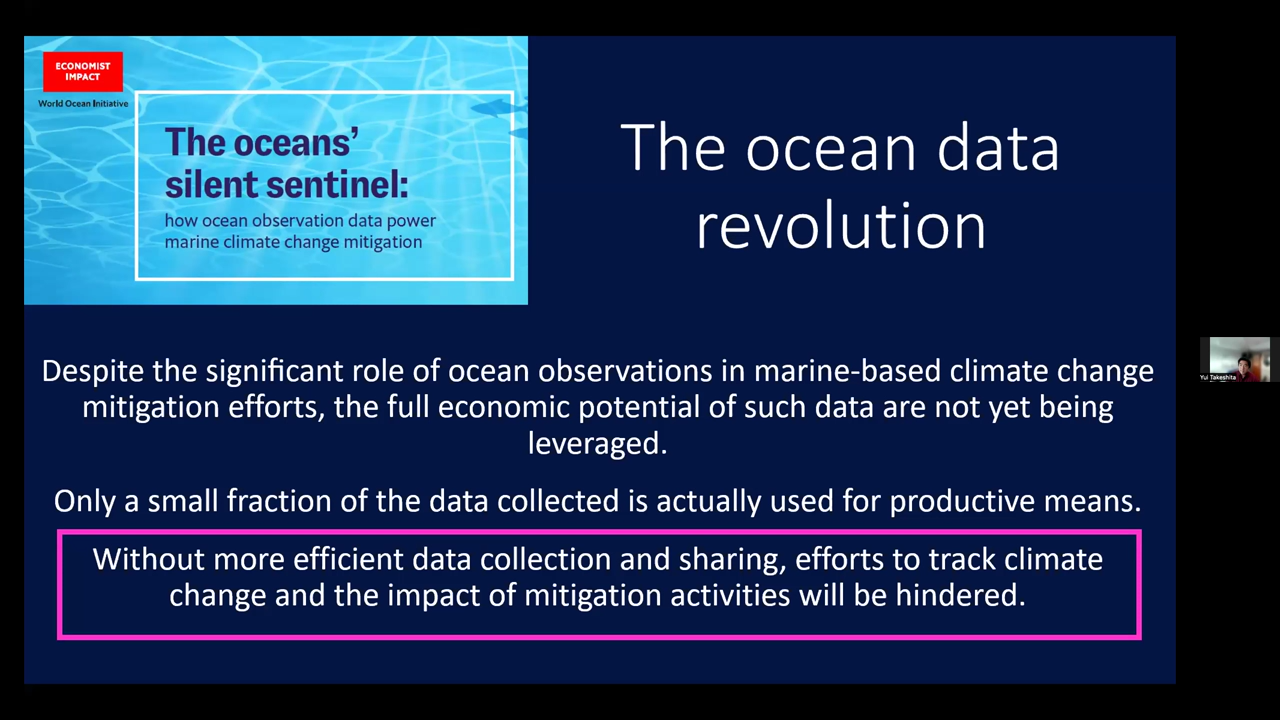 ECONOMIST
IMPACT
World Ocean Initiative
The oceans’
silent sentinel:
how ocean observation data power
marine climate change mitigation
The ocean data
revolution
Despite the significant role of ocean observations in marine-based climate change
mitigation efforts, the full economic potential of such data are not yet being
leveraged.
Only a small fraction of the data collected is actually used for productive means.
Without more efficient data collection and sharing, efforts to track climate
change and the impact of mitigation activities will be hindered.
Yui Takeshita